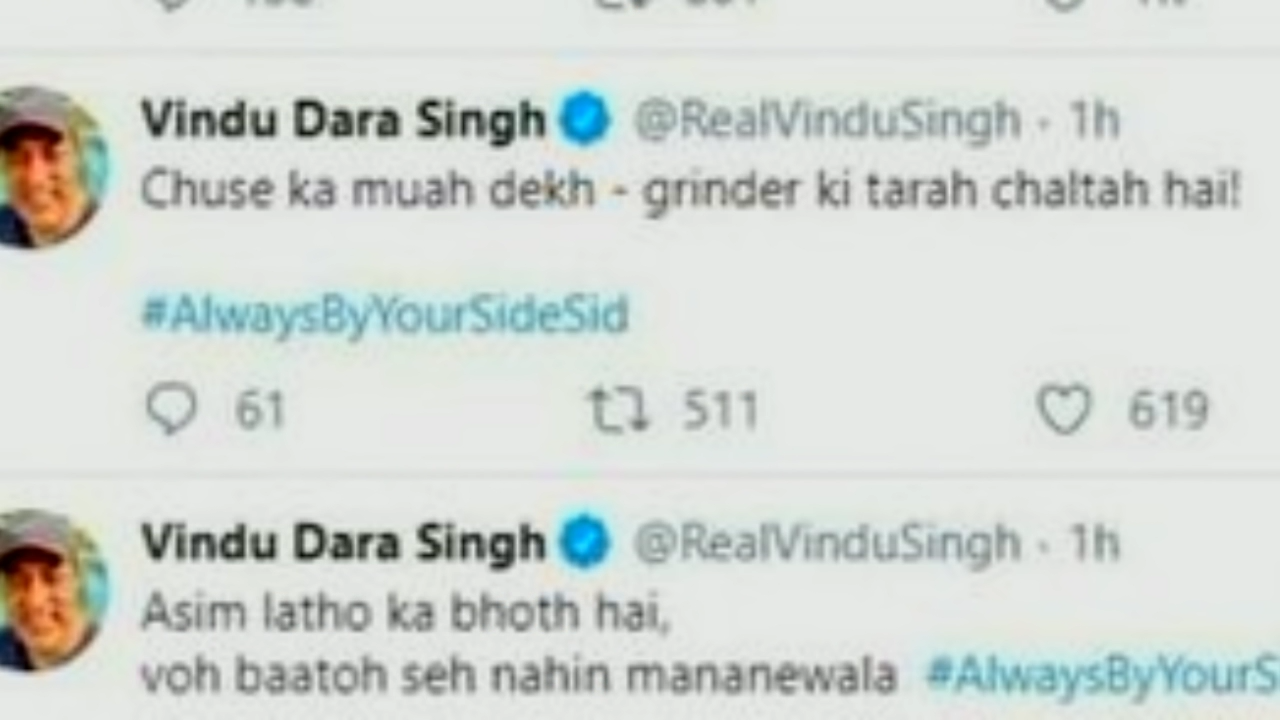 Vindu Dara Singh @RealVinduSingh · 1h
Chuse ka muah dekh - grinder ki tarah chaltah hai!
#AlwaysByYourSideSid
61 511 619
Vindu Dara Singh @RealVinduSingh · 1h
Asim latho ka bhoth hai,
voh baatoh seh nahin mananewala #AlwaysByYourS